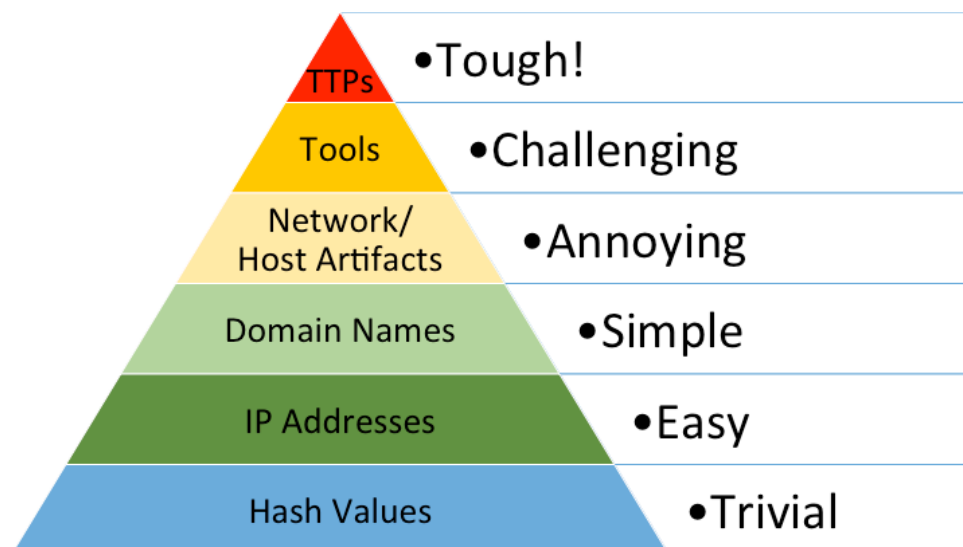 TTPs
•Tough!
Tools
•Challenging
Network/
Host Artifacts
•Annoying
Domain Names
•Simple
IP Addresses
•Easy
Hash Values
•Trivial